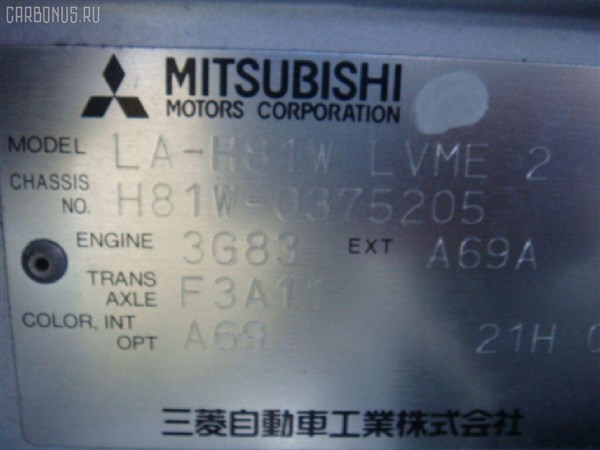 CARBONUS.RU
MITSUBISHI
MOTORS CORPORATION
MODEL LA-H81W LVME 2
CHASSIS NO. H81W-0375205
ENGINE 3G83 EXT A69A
TRANS AXLE F3A11
COLOR, INT OPT A69 21H
三菱自動車工業株式会社